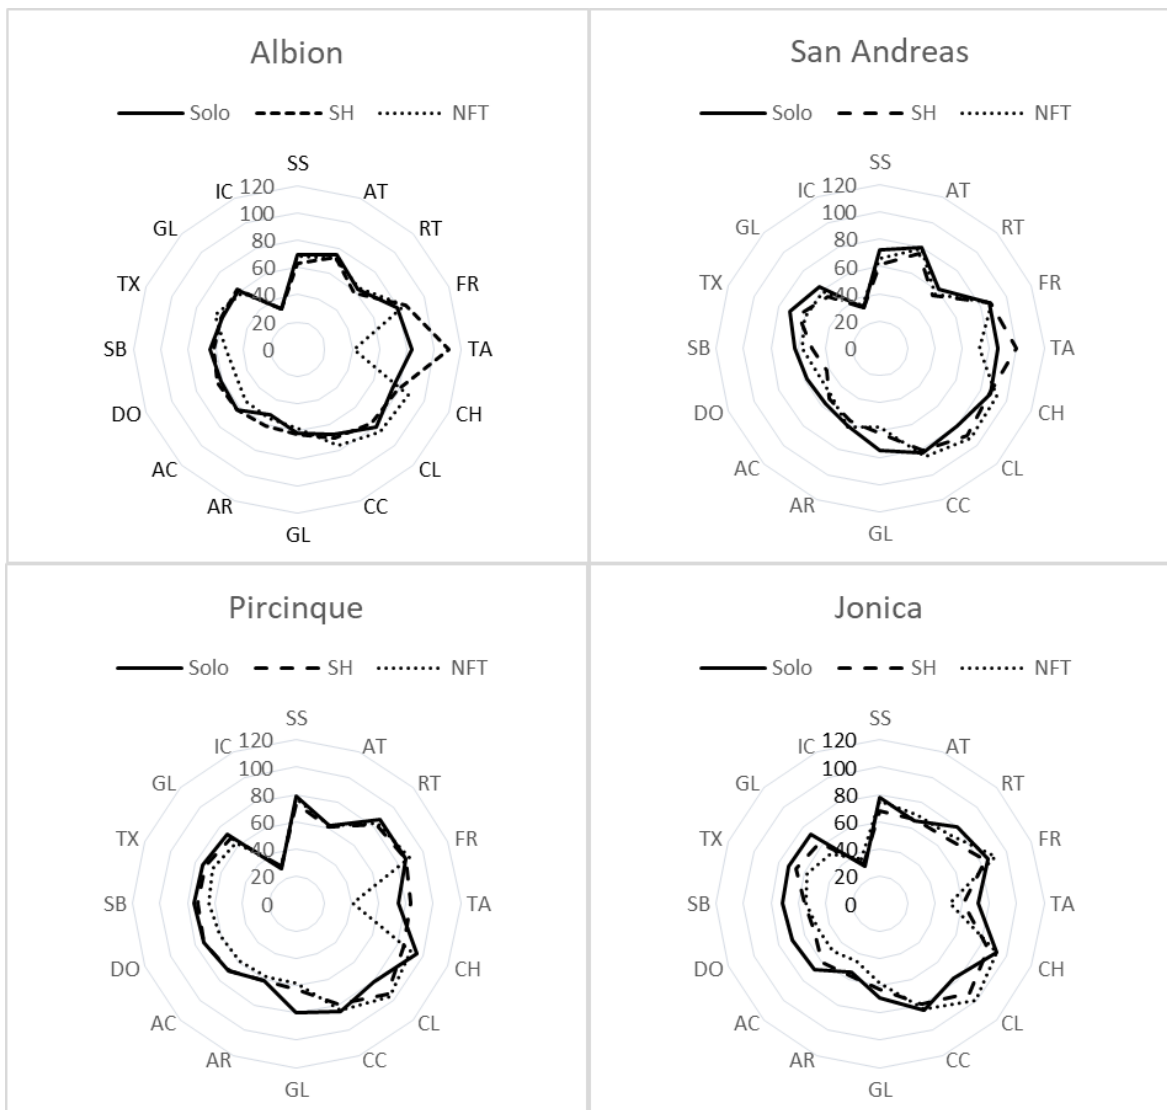 Albion
Solo SH NFT
SS
IC 120 AT
GL 100 RT
80
TX 60 FR
40
20
SB 0 TA
DO CH
AC CL
AR CC
GL
San Andreas
Solo SH NFT
SS
IC 120 AT
GL 100 RT
80
TX 60 FR
40
20
SB 0 TA
DO CH
AC CL
AR CC
GL
Pircinque
Solo SH NFT
SS
IC 120 AT
GL 100 RT
80
TX 60 FR
40
20
SB 0 TA
DO CH
AC CL
AR CC
GL
Jonica
Solo SH NFT
SS
IC 120 AT
GL 100 RT
80
TX 60 FR
40
20
SB 0 TA
DO CH
AC CL
AR CC
GL